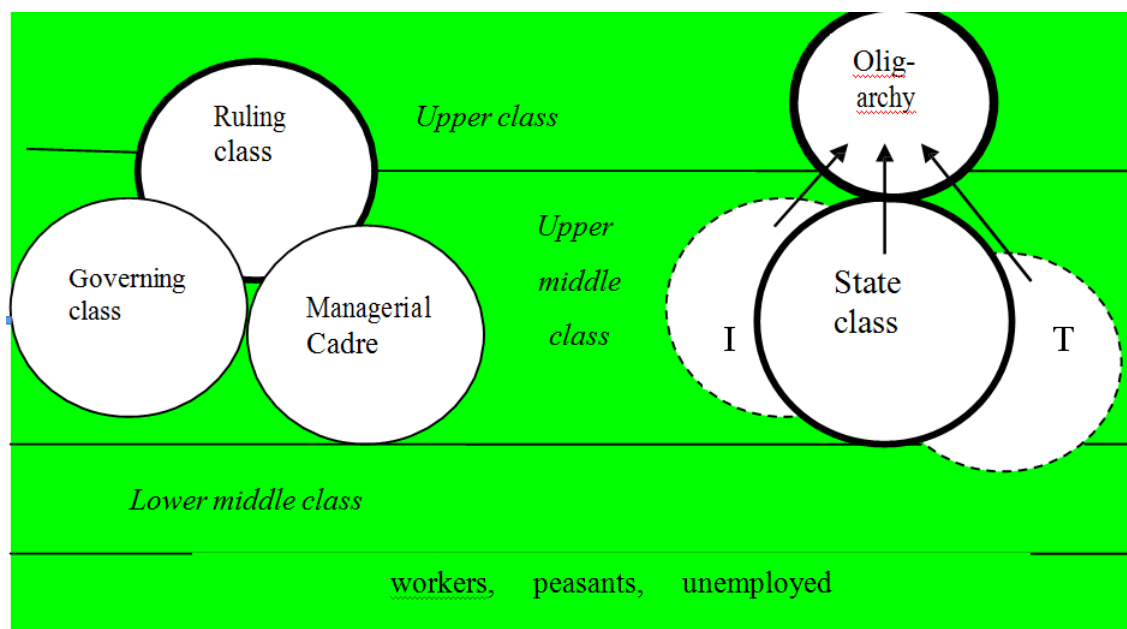 Ruling
class
Upper class
Olig-
archy
Governing
class
Managerial
Cadre
Upper
middle
class
I
State
class
T
Lower middle class
workers, peasants, unemployed